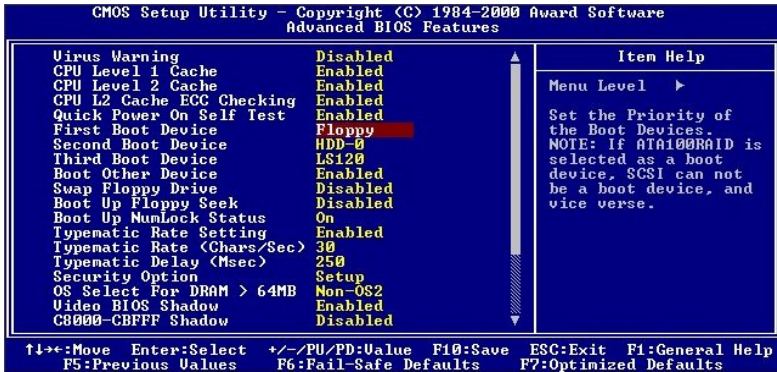 CMOS Setup Utility - Copyright (C) 1984-2000 Award Software
Advanced BIOS Features
Virus Warning Disabled
CPU Level 1 Cache Enabled
CPU Level 2 Cache Enabled
CPU L2 Cache ECC Checking Enabled
Quick Power On Self Test Enabled
First Boot Device Floppy
Second Boot Device HDD-0
Third Boot Device LS120
Boot Other Device Enabled
Swap Floppy Drive Disabled
Boot Up Floppy Seek Disabled
Boot Up NumLock Status On
Typematic Rate Setting Enabled
Typematic Rate (Chars/Sec) 30
Typematic Delay (Msec) 250
Security Option Setup
OS Select For DRAM > 64MB Non-OS2
Video BIOS Shadow Enabled
C8000-CBFFF Shadow Disabled
Item Help
Menu Level ►
Set the Priority of
the Boot Devices.
NOTE: If ATA100RAID is
selected as a boot
device, SCSI can not
be a boot device, and
vice verse.
↑↓→←:Move Enter:Select +/-/PU/PD:Value F10:Save ESC:Exit F1:General Help
F5:Previous Values F6:Fail-Safe Defaults F7:Optimized Defaults